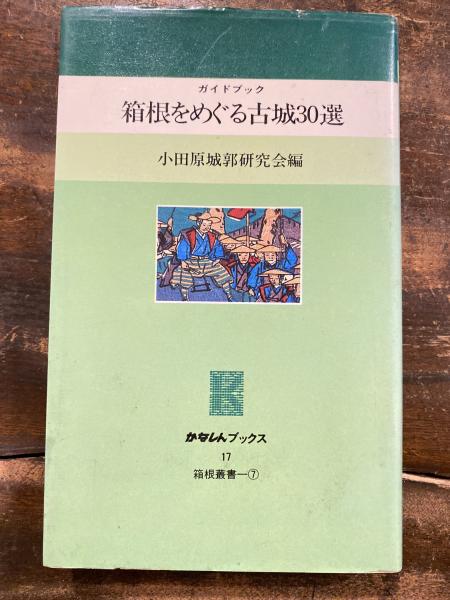 ガイドブック
箱根をめぐる古城30選
小田原城郭研究会編
K
かなしんブックス
17
箱根叢書一⑦